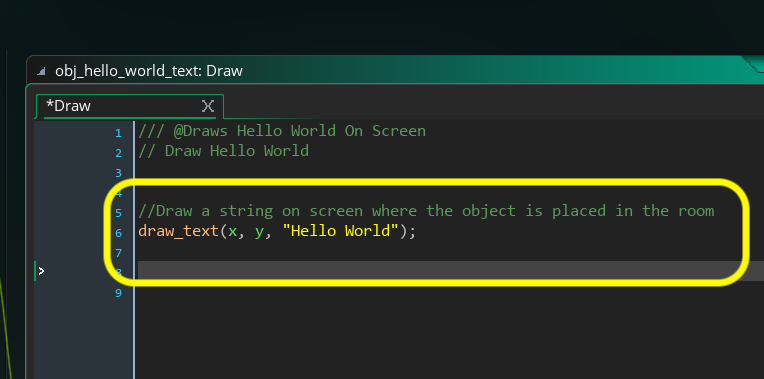 obj_hello_world_text: Draw
*Draw
1 /// @Draws Hello World On Screen
2 // Draw Hello World
3
4
5 //Draw a string on screen where the object is placed in the room
6 draw_text(x, y, "Hello World");
7
8
9